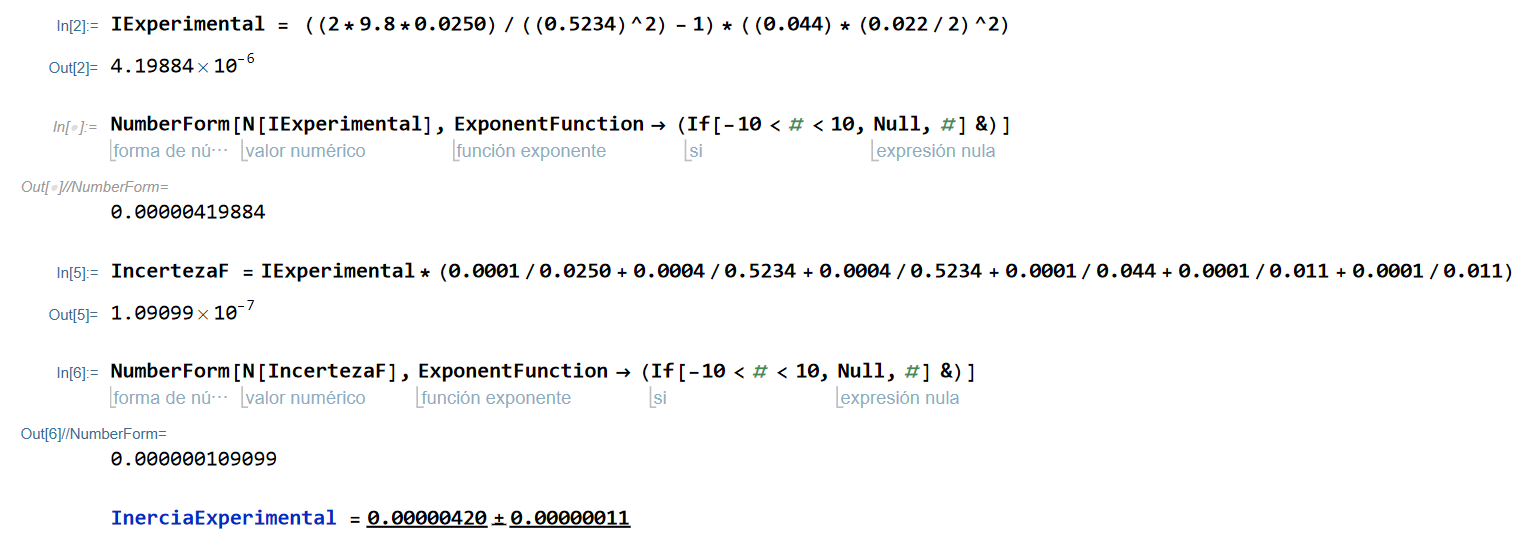 In[2]:= IExperimental = ((2*9.8*0.0250)/((0.5234)^2)-1)*((0.044)*(0.022/2)^2)
Out[2]= 4.19884×10^-6
In[•]:= NumberForm[N[IExperimental], ExponentFunction → (If[-10 < # < 10, Null, #] &)]
forma de nú··· valor numérico función exponente si expresión nula
Out[•]//NumberForm=
0.00000419884
In[5]:= IncertezaF = IExperimental*(0.0001/0.0250+0.0004/0.5234+0.0004/0.5234+0.0001/0.044+0.0001/0.011+0.0001/0.011)
Out[5]= 1.09099×10^-7
In[6]:= NumberForm[N[IncertezaF], ExponentFunction → (If[-10 < # < 10, Null, #] &)]
forma de nú··· valor numérico función exponente si expresión nula
Out[6]//NumberForm=
0.000000109099
InerciaExperimental = 0.00000420 ± 0.00000011